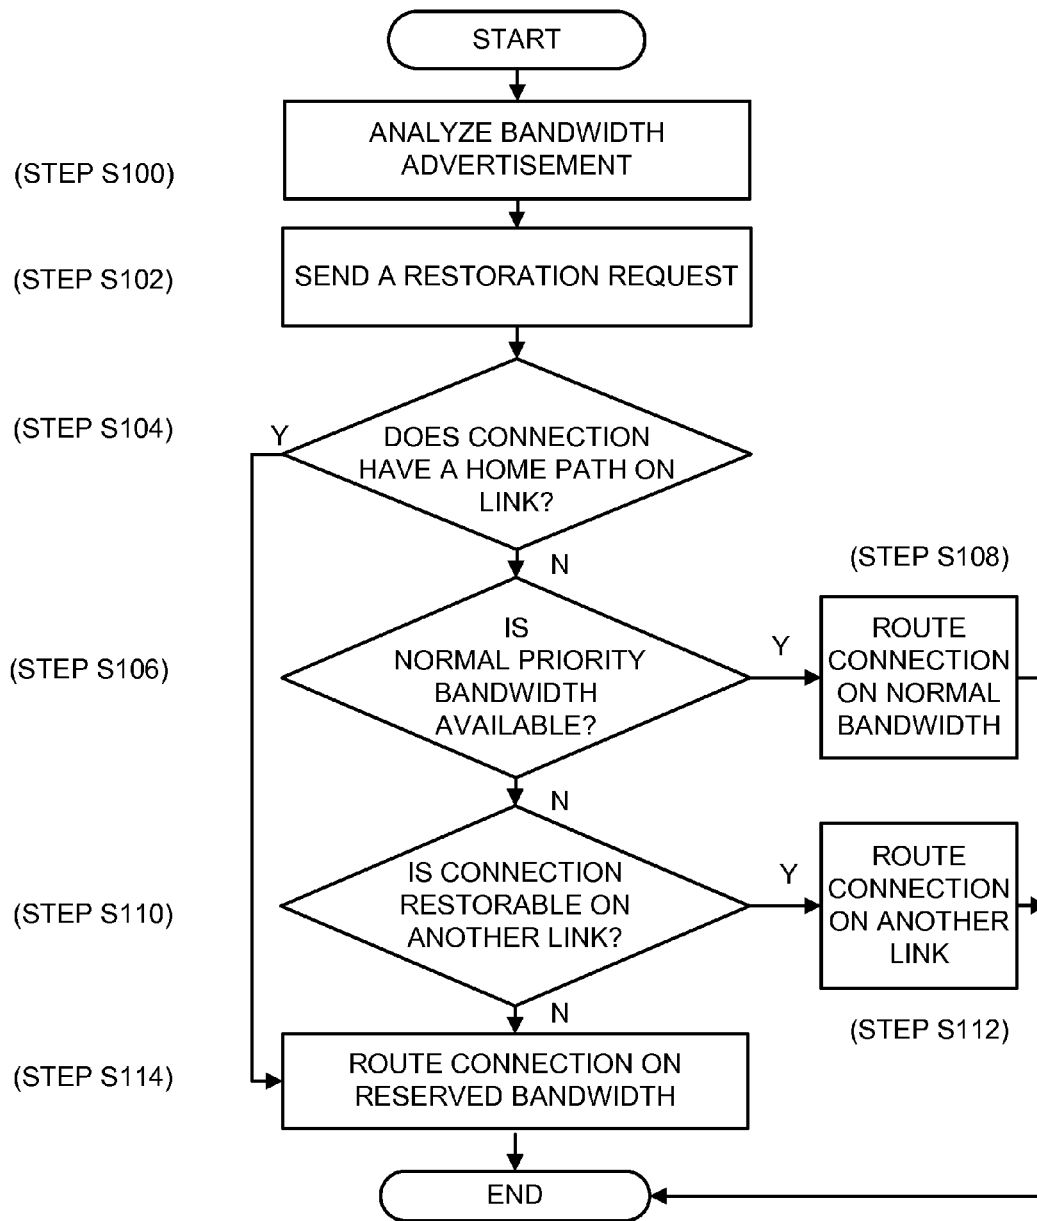 START
ANALYZE BANDWIDTH
ADVERTISEMENT
(STEP S100)
SEND A RESTORATION REQUEST
(STEP S102)
(STEP S104)
Y
DOES CONNECTION
HAVE A HOME PATH ON
LINK?
N
(STEP S108)
(STEP S106)
IS
NORMAL PRIORITY
BANDWIDTH
AVAILABLE?
Y
ROUTE
CONNECTION
ON NORMAL
BANDWIDTH
N
(STEP S110)
IS CONNECTION
RESTORABLE ON
ANOTHER LINK?
Y
ROUTE
CONNECTION
ON ANOTHER
LINK
N
(STEP S112)
(STEP S114)
ROUTE CONNECTION ON
RESERVED BANDWIDTH
END